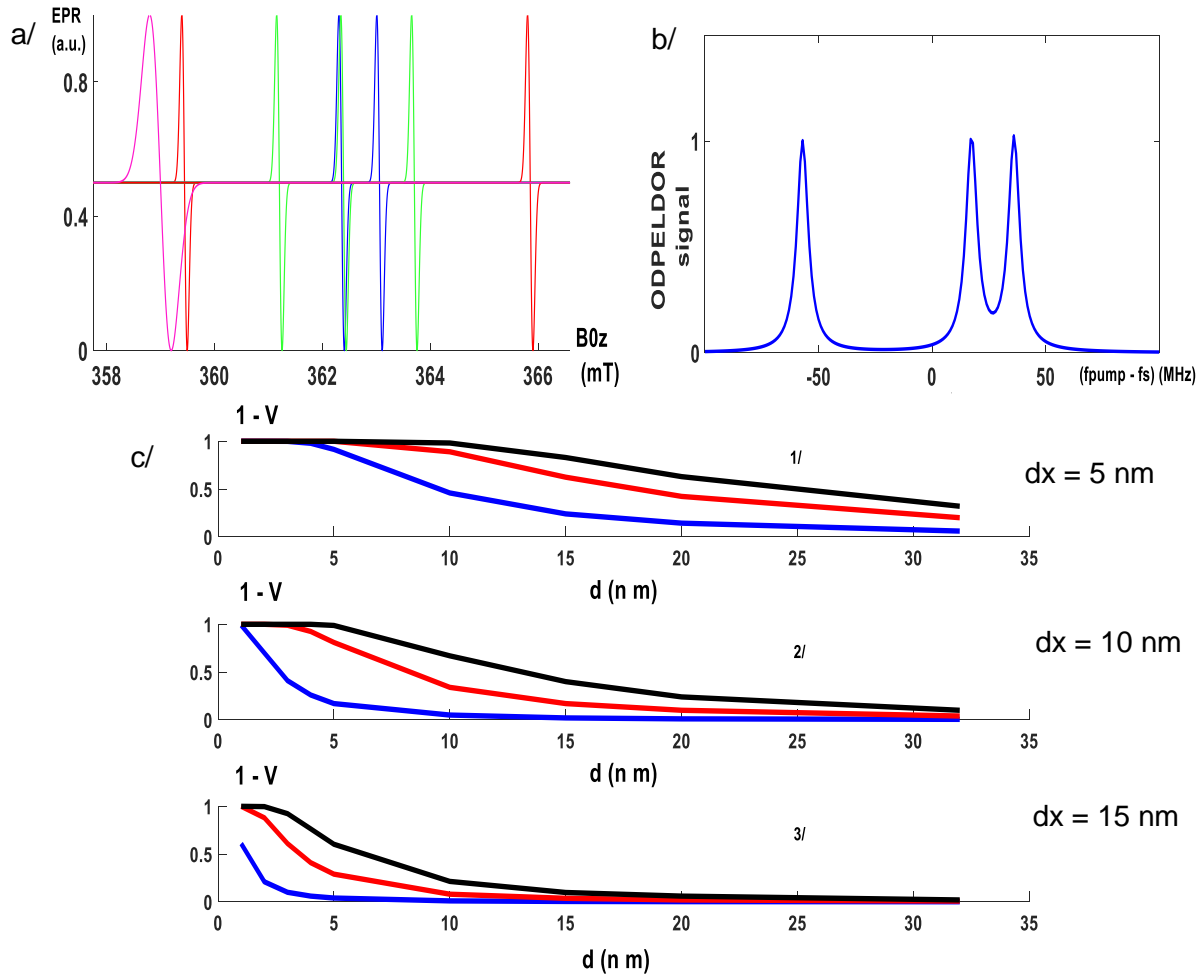 a/
EPR
(a.u.)
0.8
0.4
0
358 360 362 364 366
B0z
(mT)
b/
ODPELDOR
signal
1
0
-50 0 50
(fpump - fs) (MHz)
c/
1 - V
1
0.5
0
1/
dx = 5 nm
0 5 10 15 20 25 30 35
d (n m)
1 - V
1
0.5
0
2/
dx = 10 nm
0 5 10 15 20 25 30 35
d (n m)
1 - V
1
0.5
0
3/
dx = 15 nm
0 5 10 15 20 25 30 35
d (n m)